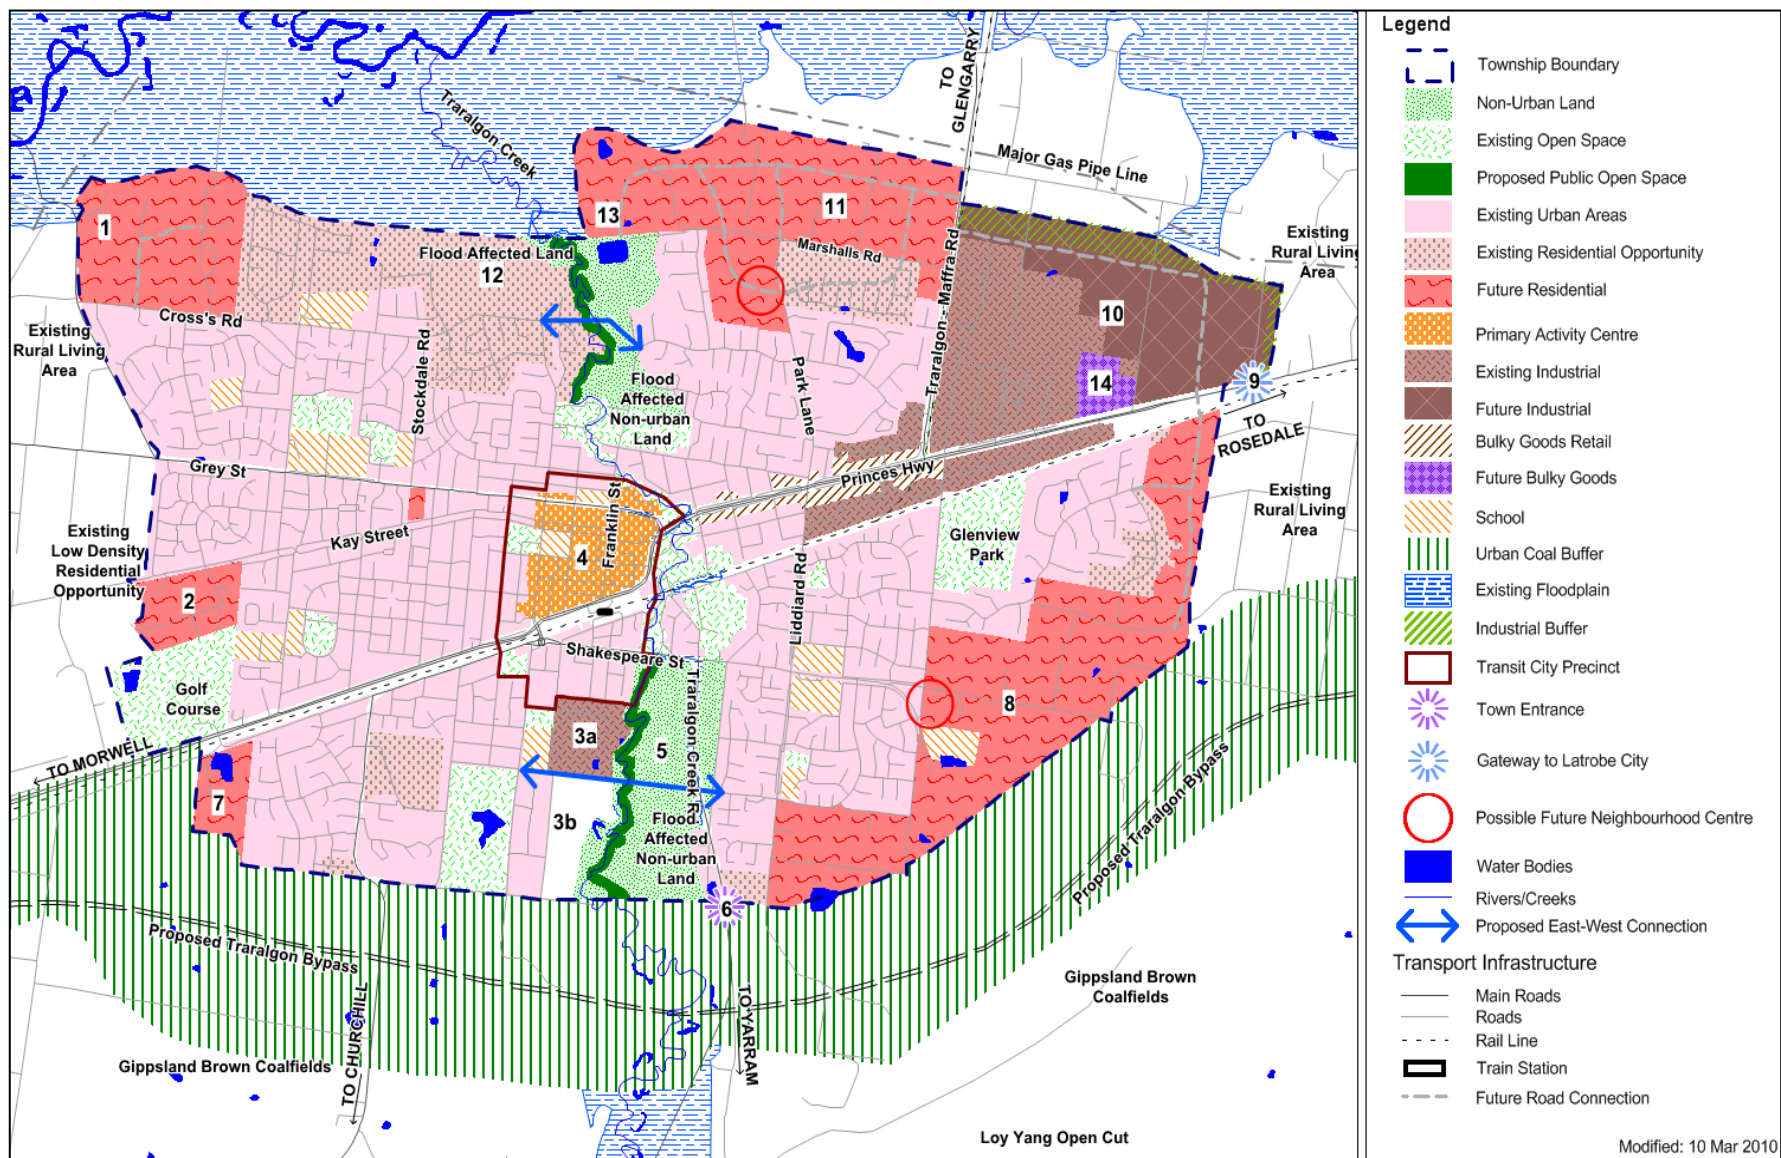 Traralgon Creek
TO
GLENGARRY
Major Gas Pipe Line
1
13
11
Existing
Rural Living
Area
Flood Affected Land
Marshalls Rd
12
Traralgon - Maffra Rd
10
Cross's Rd
Existing
Rural Living
Area
Stockdale Rd
Park Lane
14
9
Flood
Affected
Non-urban
Land
TO
ROSEDALE
Grey St
Princes Hwy
Franklin St
Existing
Rural Living
Area
Existing
Low Density
Residential
Opportunity
Kay Street
4
Glenview
Park
2
Liddiard Rd
Shakespeare St
Golf
Course
Traralgon Creek R
8
3a
5
TO MORWELL
7
3b
Flood
Affected
Non-urban
Land
Proposed Traralgon Bypass
6
Proposed Traralgon Bypass
Gippsland Brown
Coalfields
TO CHURCHILL
TO YARRAM
Gippsland Brown Coalfields
Loy Yang Open Cut
Legend
Township Boundary
Non-Urban Land
Existing Open Space
Proposed Public Open Space
Existing Urban Areas
Existing Residential Opportunity
Future Residential
Primary Activity Centre
Existing Industrial
Future Industrial
Bulky Goods Retail
Future Bulky Goods
School
Urban Coal Buffer
Existing Floodplain
Industrial Buffer
Transit City Precinct
Town Entrance
Gateway to Latrobe City
Possible Future Neighbourhood Centre
Water Bodies
Rivers/Creeks
Proposed East-West Connection
Transport Infrastructure
Main Roads
Roads
Rail Line
Train Station
Future Road Connection
Modified: 10 Mar 2010